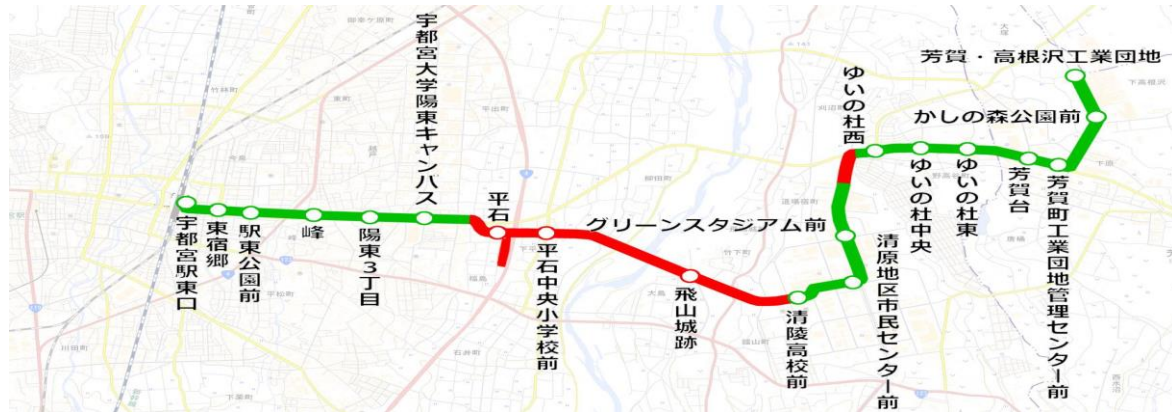 宇都宮駅東口
東宿郷
駅東公園前
峰
陽東3丁目
宇都宮大学陽東キャンパス
平石
平石中央小学校前
飛山城跡
清陵高校前
清原地区市民センター前
グリーンスタジアム前
ゆいの杜西
ゆいの杜中央
ゆいの杜東
芳賀台
芳賀町工業団地管理センター前
かしの森公園前
芳賀・高根沢工業団地